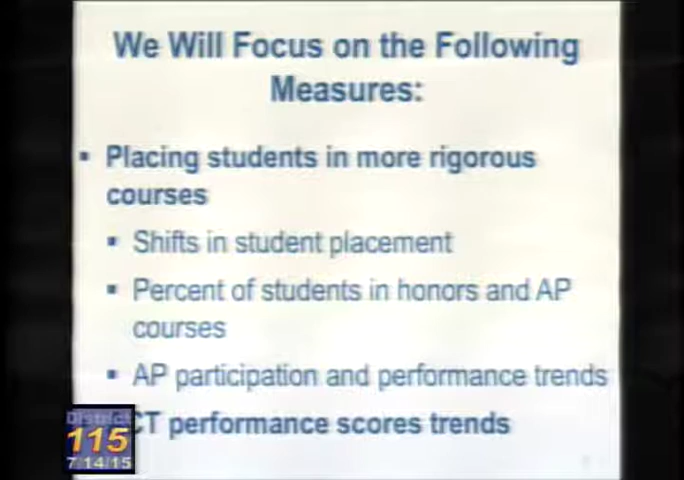 We Will Focus on the Following
Measures:
Placing students in more rigorous
courses
Shifts in student placement
Percent of students in honors and AP
courses
AP participation and performance trends
CT performance scores trends
District
115
7/14/15